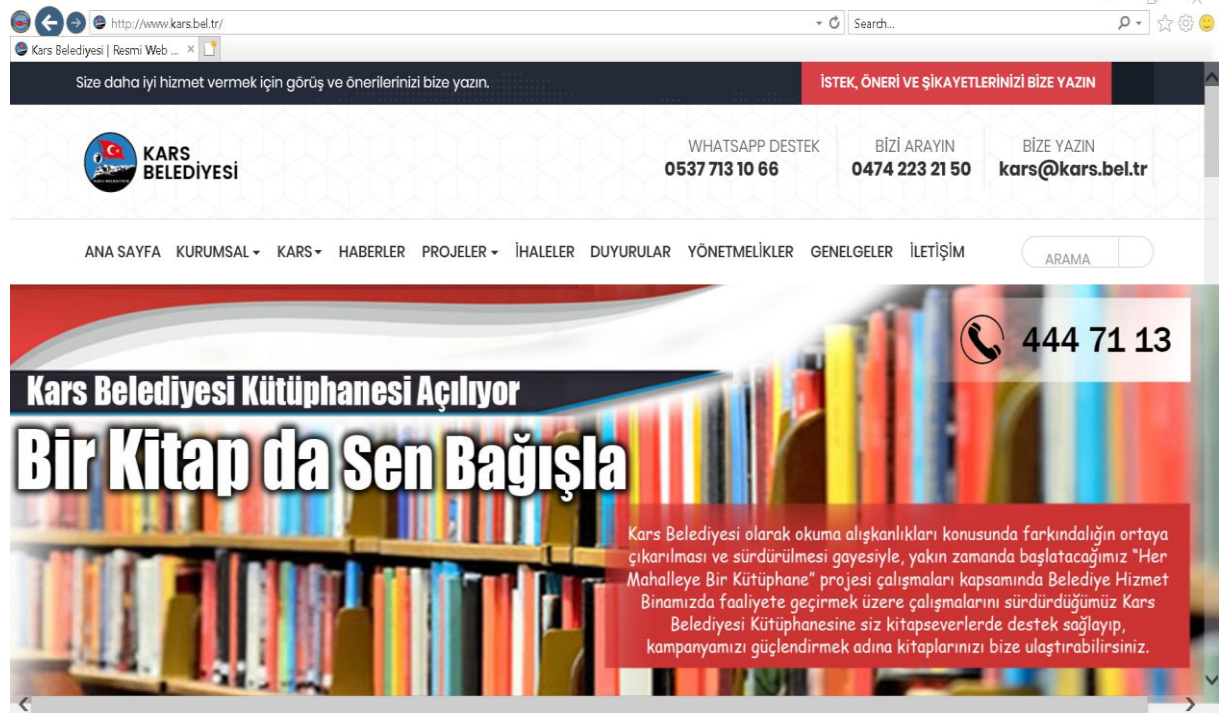 http://www.kars.bel.tr/
Search...
Kars Belediyesi | Resmi Web ...
Size daha iyi hizmet vermek için görüş ve önerilerinizi bize yazın.
İSTEK, ÖNERİ VE ŞİKAYETLERİNİZİ BİZE YAZIN
KARS
BELEDİYESİ
WHATSAPP DESTEK
0537 713 10 66
BİZİ ARAYIN
0474 223 21 50
BİZE YAZIN
kars@kars.bel.tr
ANA SAYFA KURUMSAL KARS HABERLER PROJELER İHALELER DUYURULAR YÖNETMELİKLER GENELGELER İLETİŞİM
ARAMA
444 71 13
Kars Belediyesi Kütüphanesi Açılıyor
Bir Kitap da Sen Bağışla
Kars Belediyesi olarak okuma alışkanlıkları konusunda farkındalığın ortaya
çıkarılması ve sürdürülmesi gayesiyle, yakın zamanda başlatacağımız "Her
Mahalleye Bir Kütüphane" projesi çalışmaları kapsamında Belediye Hizmet
Binamızda faaliyete geçirmek üzere çalışmalarını sürdürdüğümüz Kars
Belediyesi Kütüphanesine siz kitapseverlerde destek sağlayıp,
kampanyamızı güçlendirmek adına kitaplarınızı bize ulaştırabilirsiniz.